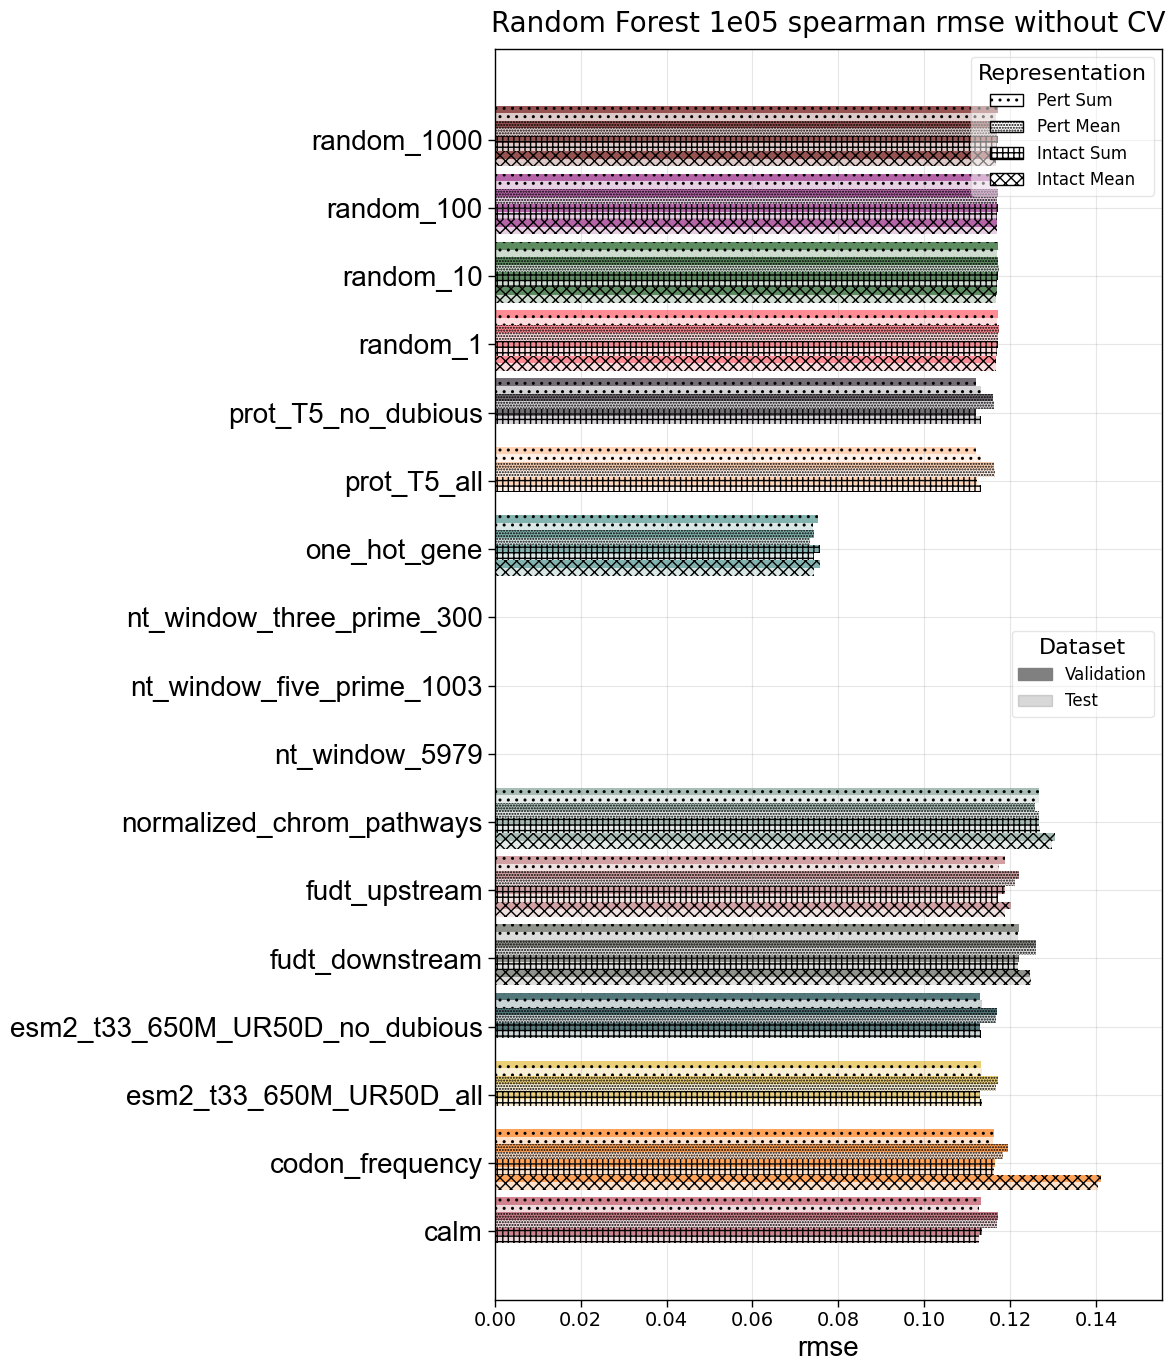 Random Forest 1e05 spearman rmse without CV
Representation
Pert Sum
Pert Mean
Intact Sum
Intact Mean
random_1000
random_100
random_10
random_1
prot_T5_no_dubious
prot_T5_all
one_hot_gene
nt_window_three_prime_300
nt_window_five_prime_1003
nt_window_5979
normalized_chrom_pathways
fudt_upstream
fudt_downstream
esm2_t33_650M_UR50D_no_dubious
esm2_t33_650M_UR50D_all
codon_frequency
calm
Dataset
Validation
Test
0.00 0.02 0.04 0.06 0.08 0.10 0.12 0.14
rmse